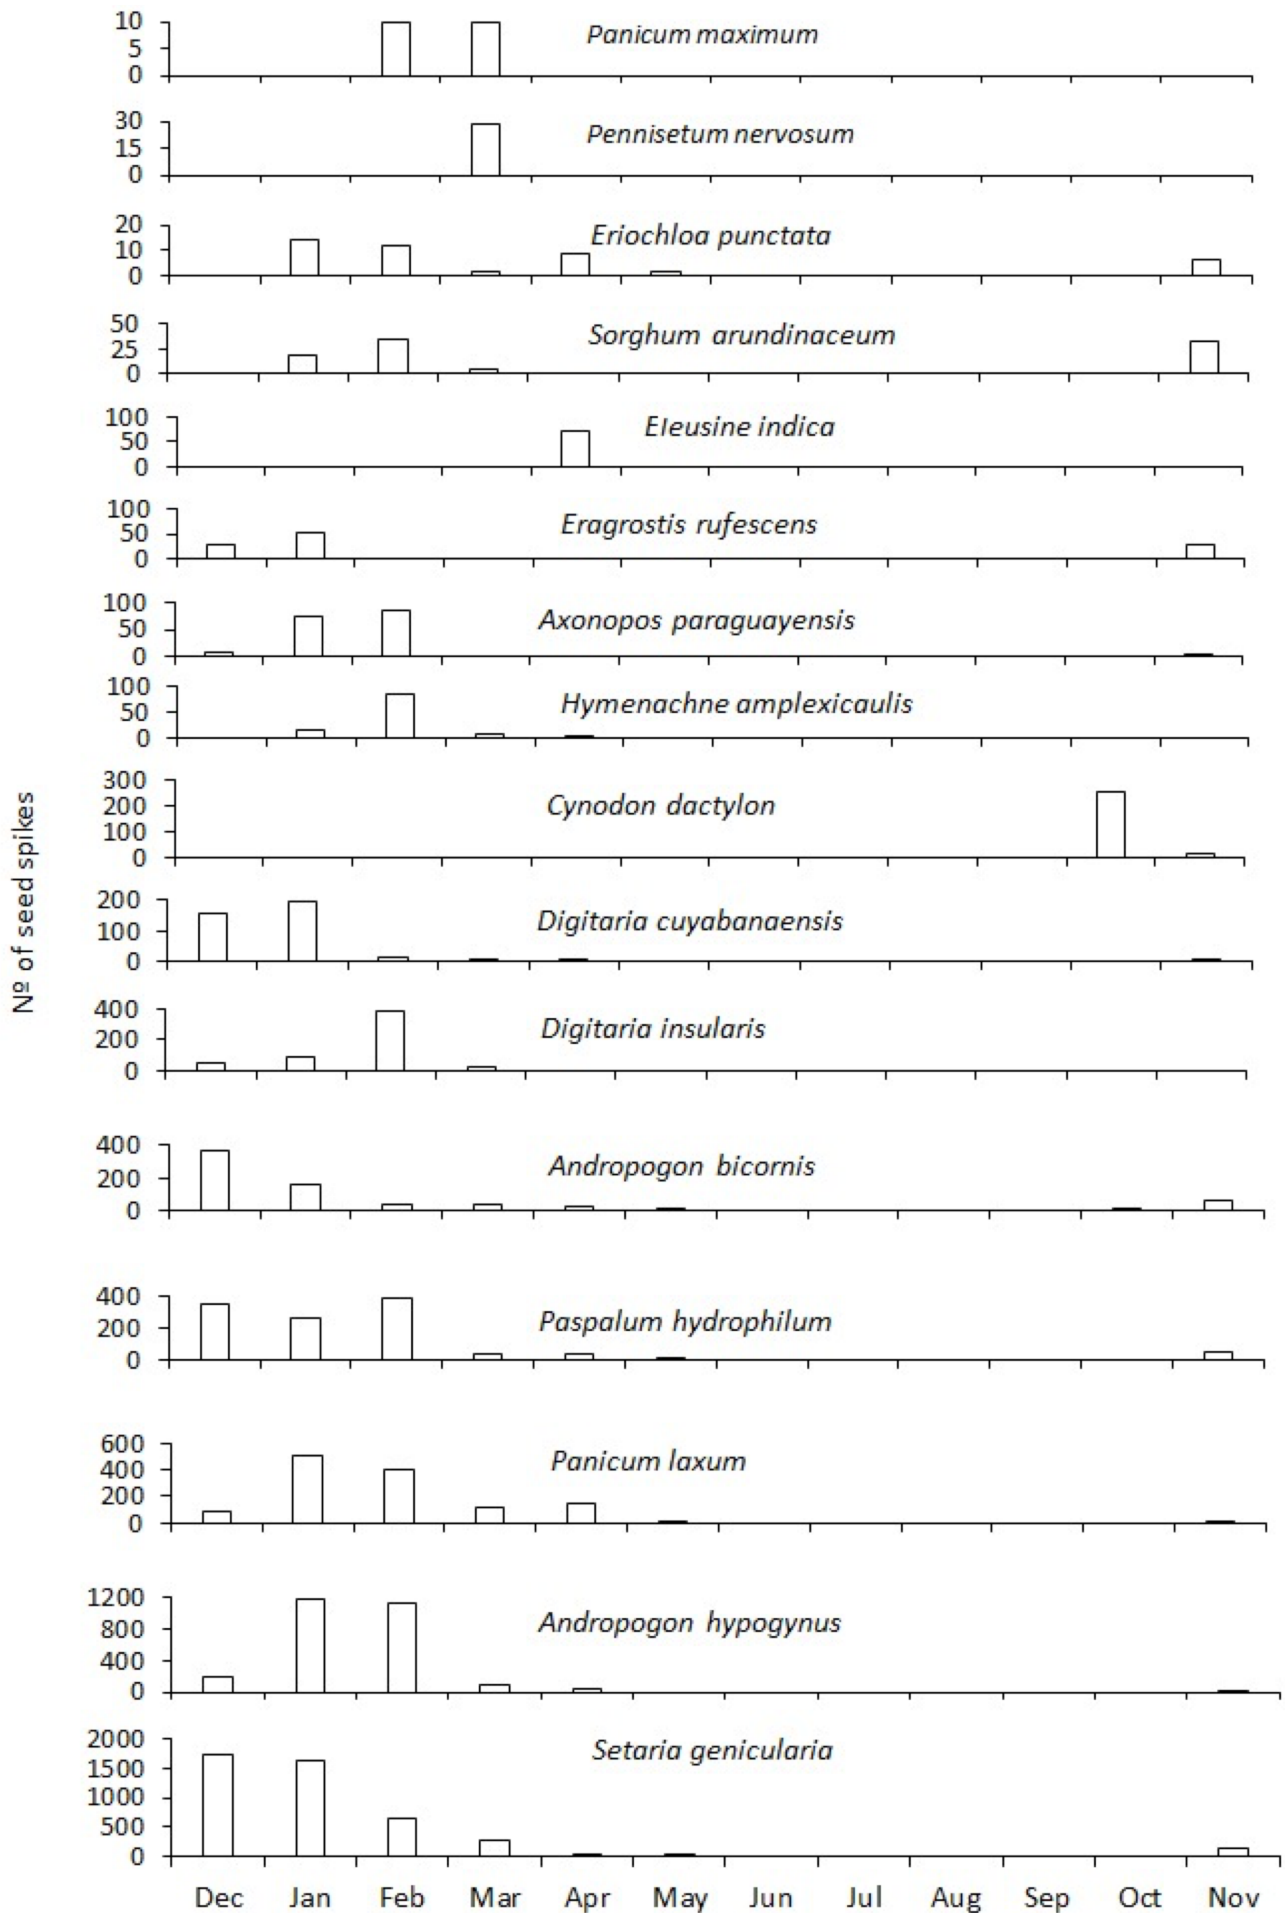 10
5
0
Panicum maximum
30
15
0
Pennisetum nervosum
20
10
0
Eriochloa punctata
50
25
0
Sorghum arundinaceum
100
50
0
Eleusine indica
100
50
0
Eragrostis rufescens
100
50
0
Axonopos paraguayensis
100
50
0
Hymenachne amplexicaulis
Nº of seed spikes
300
200
100
0
Cynodon dactylon
200
100
0
Digitaria cuyabanaensis
400
200
0
Digitaria insularis
400
200
0
Andropogon bicornis
400
200
0
Paspalum hydrophilum
600
400
200
0
Panicum laxum
1200
800
400
0
Andropogon hypogynus
2000
1500
1000
500
0
Setaria genicularia
Dec Jan Feb Mar Apr May Jun Jul Aug Sep Oct Nov